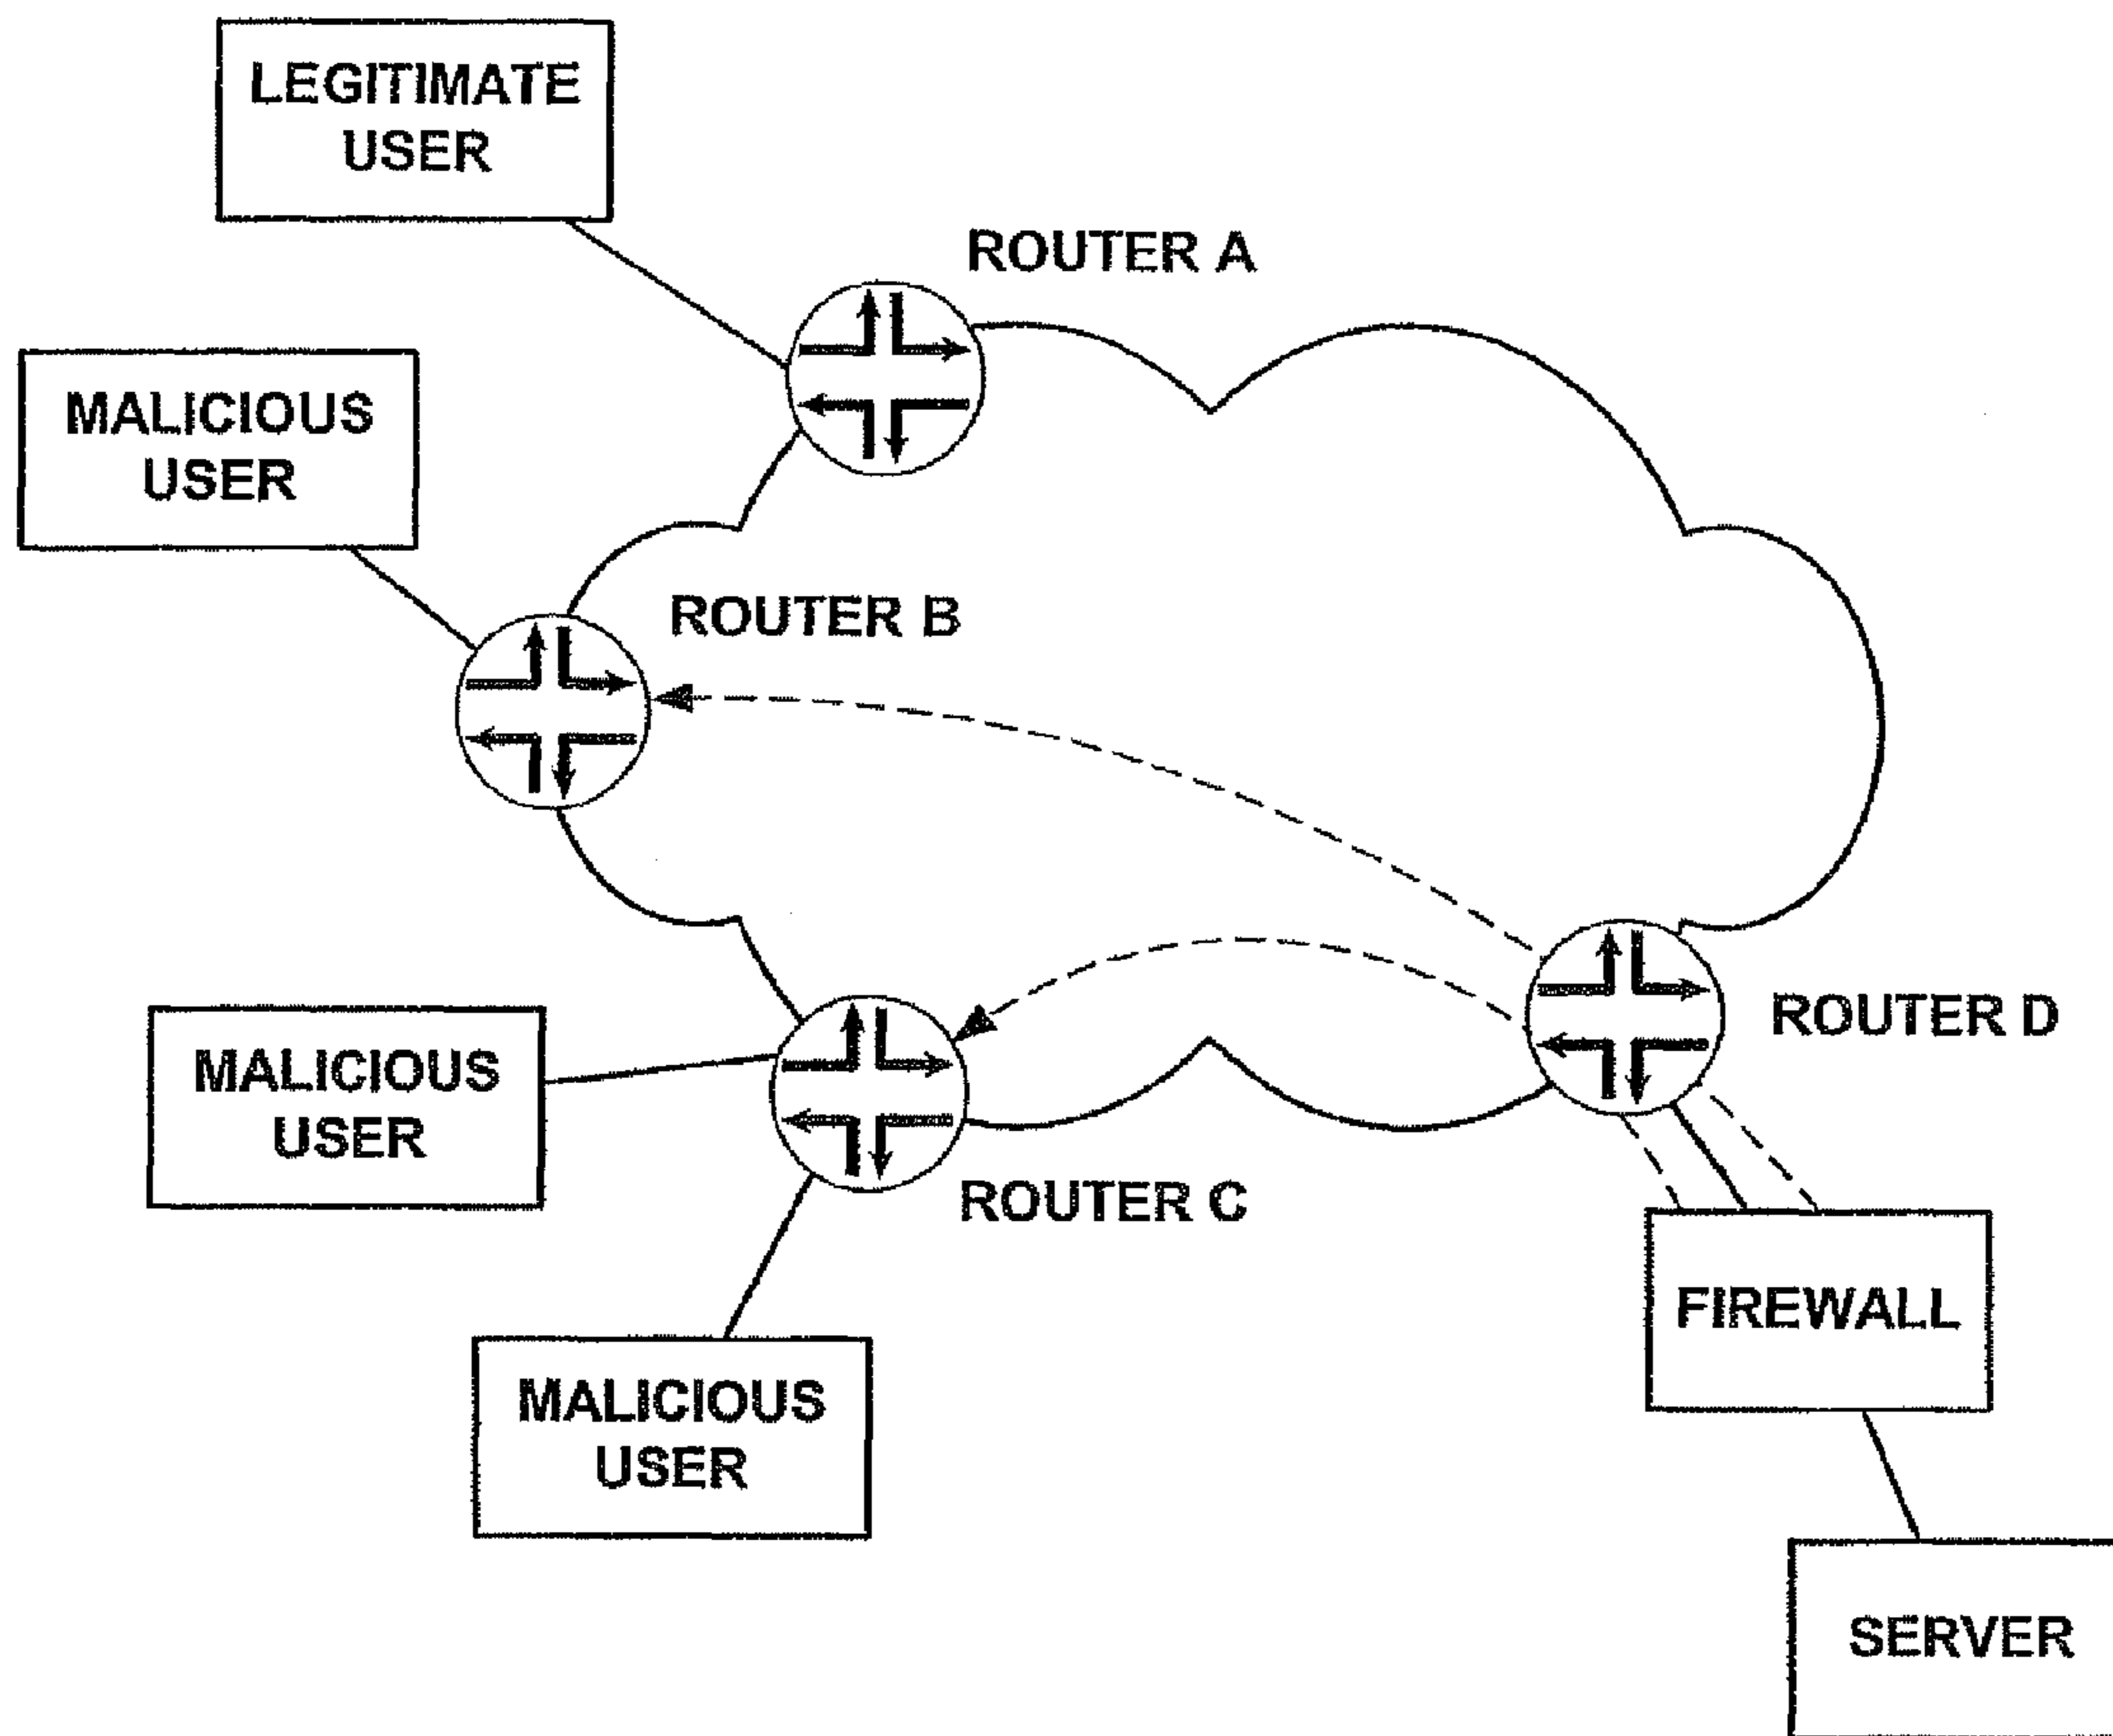 LEGITIMATE
USER
ROUTER A
MALICIOUS
USER
ROUTER B
ROUTER D
MALICIOUS
USER
ROUTER C
FIREWALL
MALICIOUS
USER
SERVER